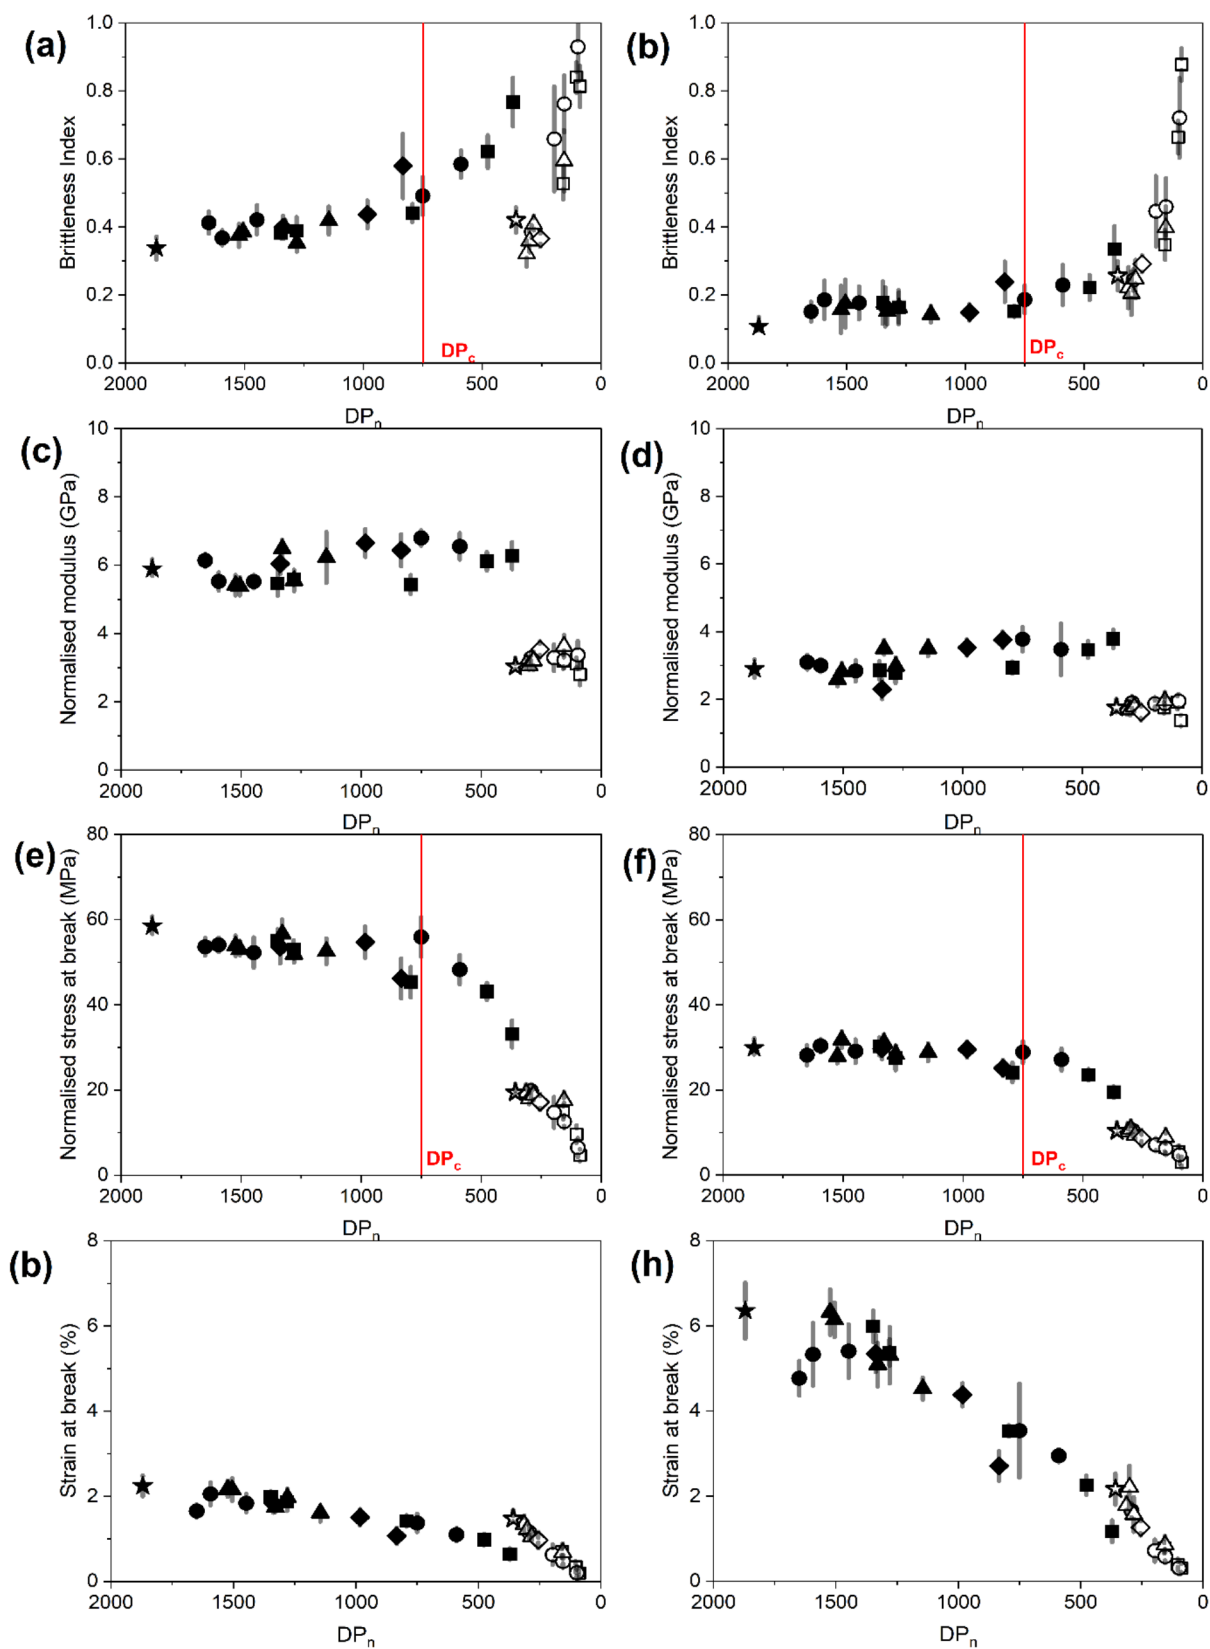 (a)
Brittleness Index
1.0
0.8
0.6
0.4
0.2
0.0
2000 1500 1000 500 0
DPn
DPc
(b)
Brittleness Index
1.0
0.8
0.6
0.4
0.2
0.0
2000 1500 1000 500 0
DPn
DPc
(c)
Normalised modulus (GPa)
10
8
6
4
2
0
2000 1500 1000 500 0
DPn
(d)
Normalised modulus (GPa)
10
8
6
4
2
0
2000 1500 1000 500 0
DPn
(e)
Normalised stress at break (MPa)
80
60
40
20
0
2000 1500 1000 500 0
DPn
DPc
(f)
Normalised stress at break (MPa)
80
60
40
20
0
2000 1500 1000 500 0
DPn
DPc
(b)
Strain at break (%)
8
6
4
2
0
2000 1500 1000 500 0
DPn
(h)
Strain at break (%)
8
6
4
2
0
2000 1500 1000 500 0
DPn